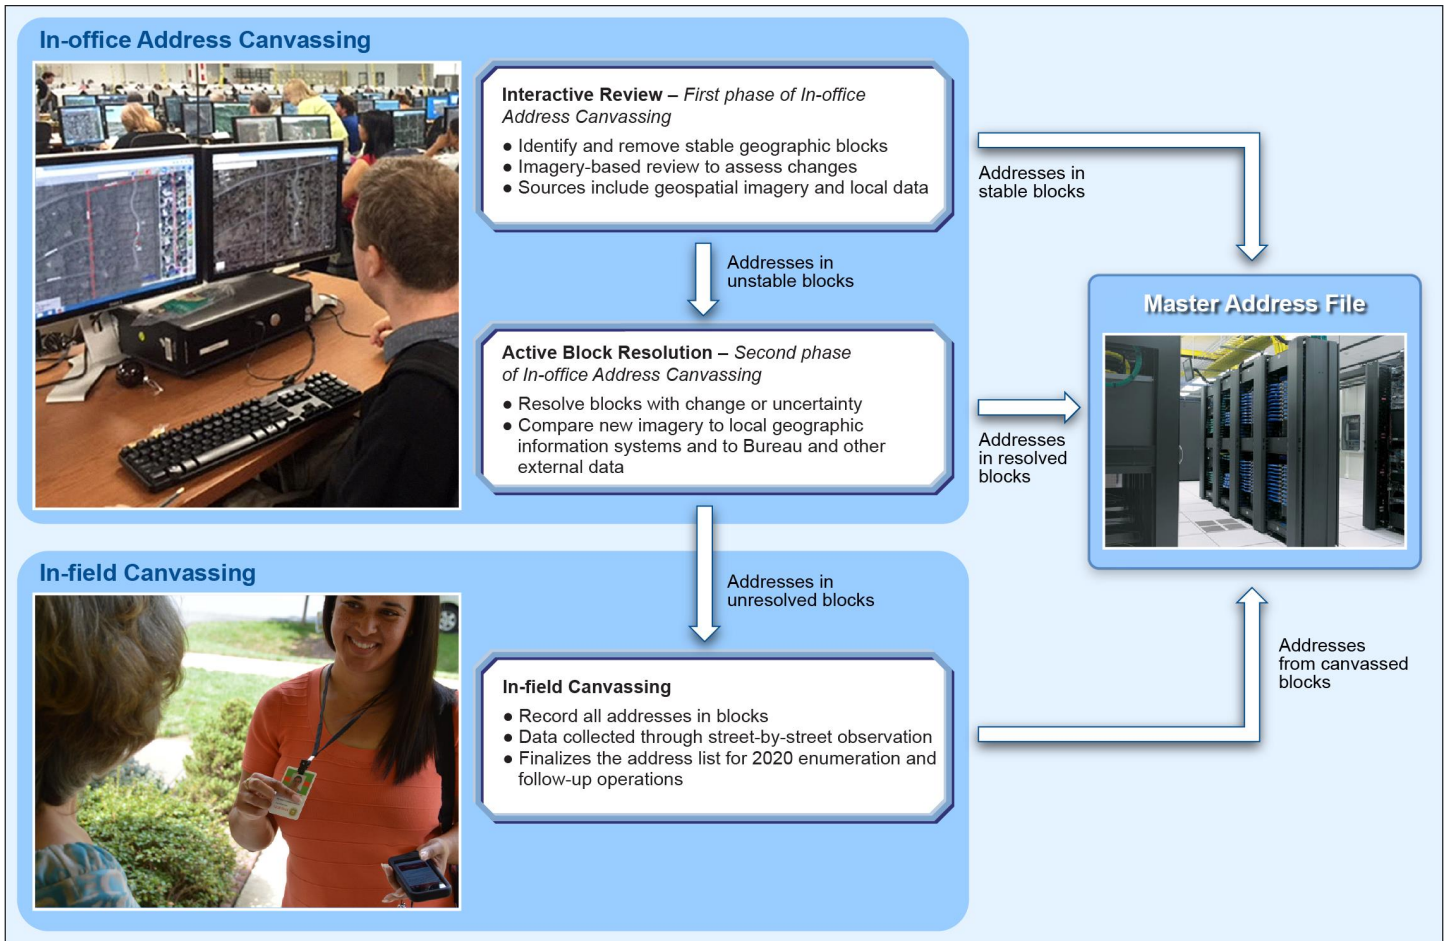 In-office Address Canvassing
Interactive Review – First phase of In-office
Address Canvassing
● Identify and remove stable geographic blocks
● Imagery-based review to assess changes
● Sources include geospatial imagery and local data
Addresses in
stable blocks
Addresses in
unstable blocks
Master Address File
Active Block Resolution – Second phase
of In-office Address Canvassing
● Resolve blocks with change or uncertainty
● Compare new imagery to local geographic
information systems and to Bureau and other
external data
Addresses
in resolved
blocks
In-field Canvassing
Addresses in
unresolved blocks
In-field Canvassing
● Record all addresses in blocks
● Data collected through street-by-street observation
● Finalizes the address list for 2020 enumeration and
follow-up operations
Addresses
from canvassed
blocks